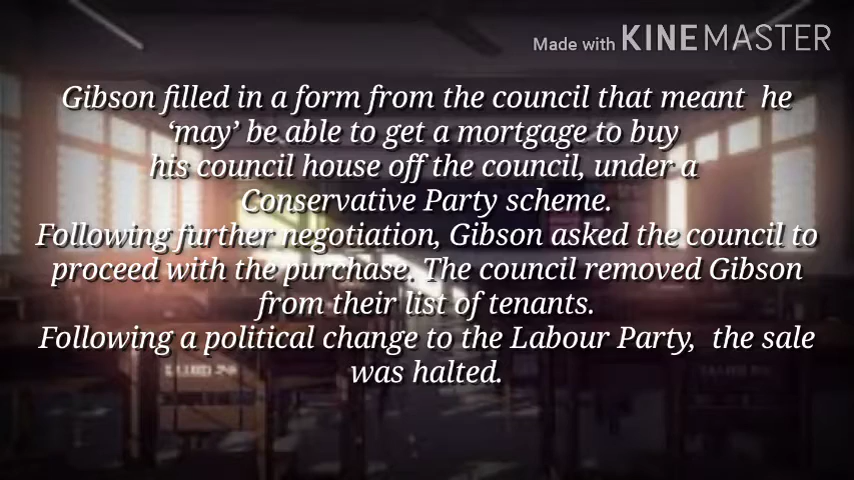 Made with KINEMASTER
Gibson filled in a form from the council that meant he
‘may’ be able to get a mortgage to buy
his council house off the council, under a
Conservative Party scheme.
Following further negotiation, Gibson asked the council to
proceed with the purchase. The council removed Gibson
from their list of tenants.
Following a political change to the Labour Party, the sale
was halted.